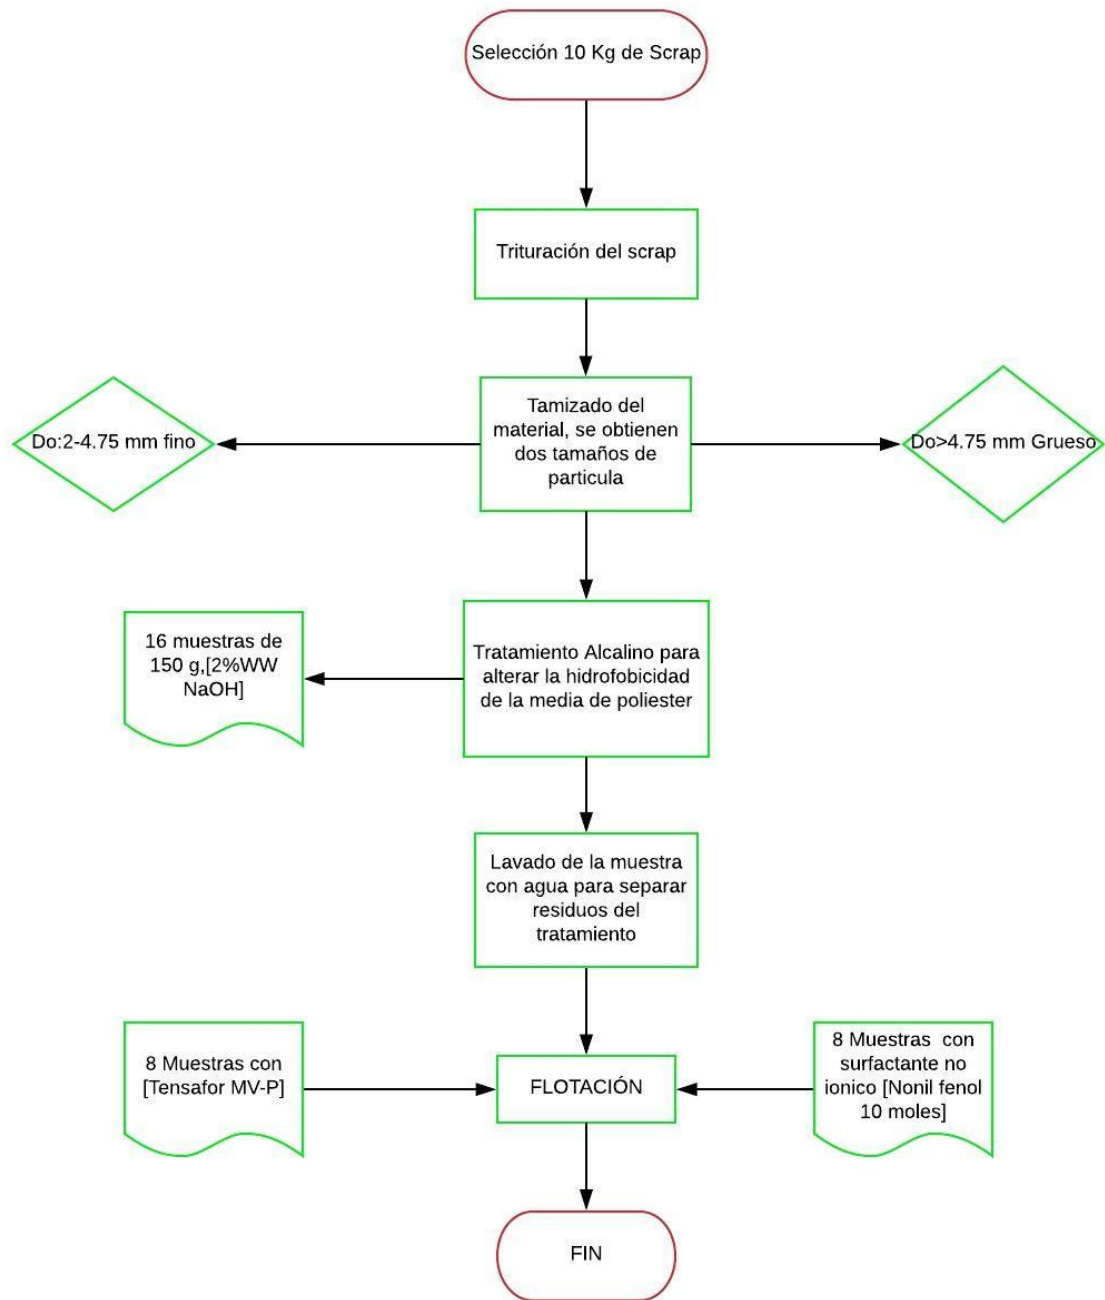 Selección 10 Kg de Scrap
Trituración del scrap
Do:2-4.75 mm fino
Tamizado del
material, se obtienen
dos tamaños de
particula
Do>4.75 mm Grueso
16 muestras de
150 g,[2%WW
NaOH]
Tratamiento Alcalino para
alterar la hidrofobicidad
de la media de poliester
Lavado de la muestra
con agua para separar
residuos del
tratamiento
8 Muestras con
[Tensafor MV-P]
FLOTACIÓN
8 Muestras con
surfactante no
ionico [Nonil fenol
10 moles]
FIN